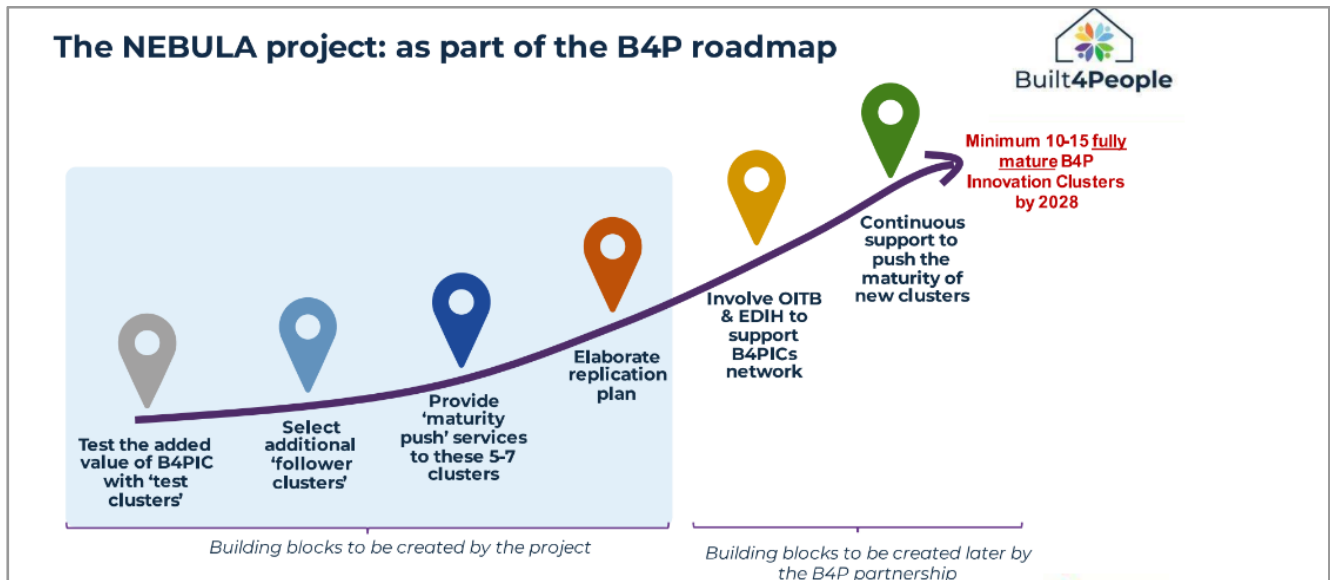 The NEBULA project: as part of the B4P roadmap
Built4People
Minimum 10-15 fully
mature B4P
Innovation Clusters
by 2028
Test the added
value of B4PIC
with ‘test
clusters’
Select
additional
‘follower
clusters’
Provide
‘maturity
push’ services
to these 5-7
clusters
Elaborate
replication
plan
Involve OITB
& EDIH to
support
B4PICs
network
Continuous
support to
push the
maturity of
new clusters
Building blocks to be created by the project
Building blocks to be created later by
the B4P partnership